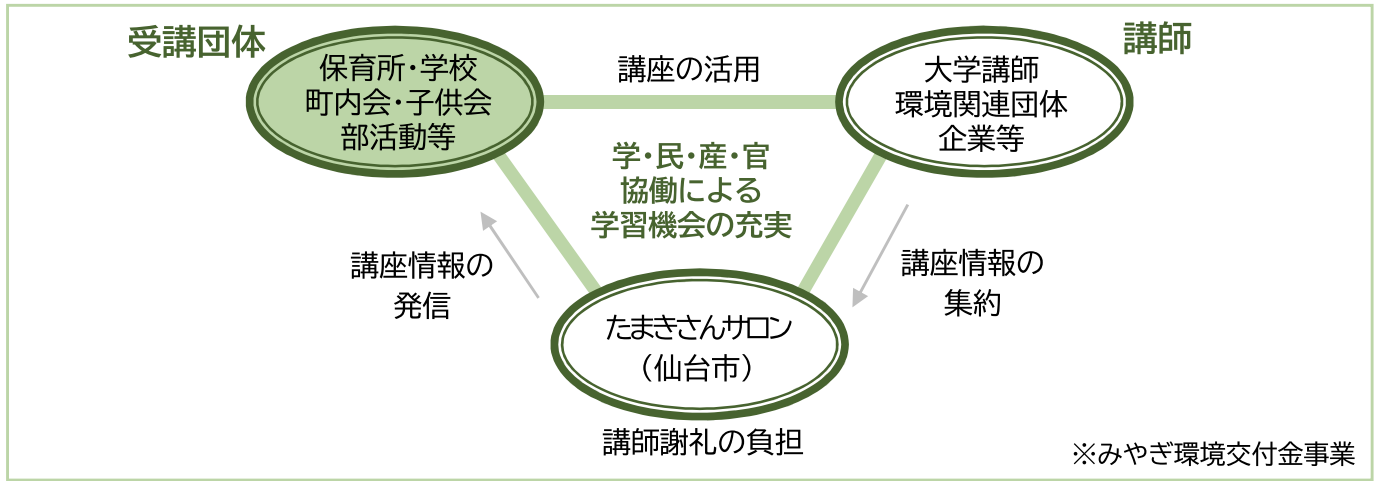 受講団体
保育所・学校
町内会・子供会
部活動等
講座の活用
講師
大学講師
環境関連団体
企業等
学・民・産・官
協働による
学習機会の充実
講座情報の
発信
講座情報の
集約
たまきさんサロン
（仙台市）
講師謝礼の負担
※みやぎ環境交付金事業